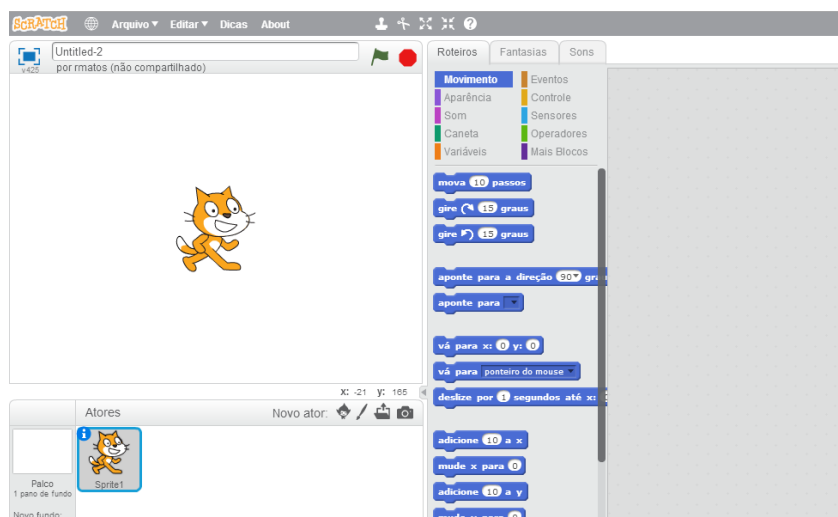 SCRATCH Arquivo Editar Dicas About
Untitled-2
v425 por rmatos (não compartilhado)
Roteiros Fantasias Sons
Movimento Eventos
Aparência Controle
Som Sensores
Caneta Operadores
Variáveis Mais Blocos
mova 10 passos
gire 15 graus
gire 15 graus
aponte para a direção 90
aponte para
vá para x: 0 y: 0
vá para ponteiro do mouse
deslize por 1 segundos até x:
adicione 10 a x
mude x para 0
adicione 10 a y
x: -21 y: 165
Atores Novo ator:
Palco
1 pano de fundo
Sprite1
Novo fundo: